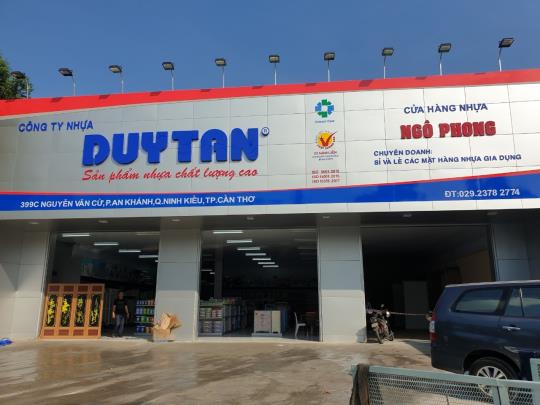 CÔNG TY NHỰA
DUYTAN®
Sản phẩm nhựa chất lượng cao
CỬA HÀNG NHỰA
NGÔ PHONG
CHUYÊN DOANH:
SỈ VÀ LẺ CÁC MẶT HÀNG NHỰA GIA DỤNG
399C NGUYỄN VĂN CỪ,P.AN KHÁNH,Q.NINH KIỀU,TP.CẦN THƠ
ĐT:029.2378 2774